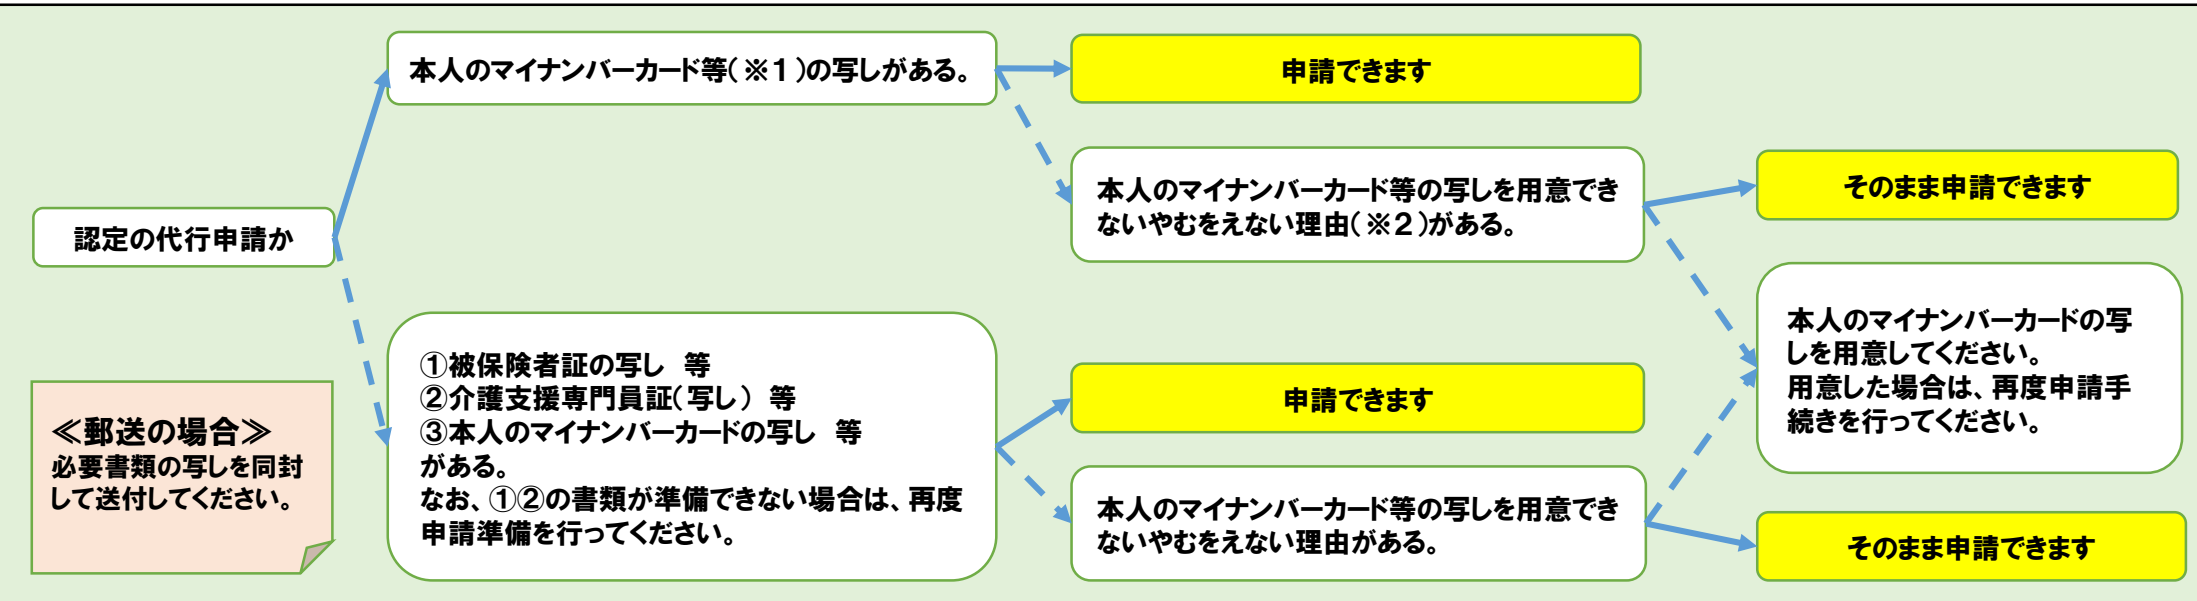 本人のマイナンバーカード等(※1)の写しがある。
申請できます
本人のマイナンバーカード等の写しを用意でき
ないやむをえない理由(※2)がある。
そのまま申請できます
認定の代行申請か
本人のマイナンバーカードの写
しを用意してください。
用意した場合は、再度申請手
続きを行ってください。
①被保険者証の写し 等
②介護支援専門員証(写し) 等
③本人のマイナンバーカードの写し 等
がある。
なお、①②の書類が準備できない場合は、再度
申請準備を行ってください。
申請できます
≪郵送の場合≫
必要書類の写しを同封
して送付してください。
本人のマイナンバーカード等の写しを用意でき
ないやむをえない理由がある。
そのまま申請できます